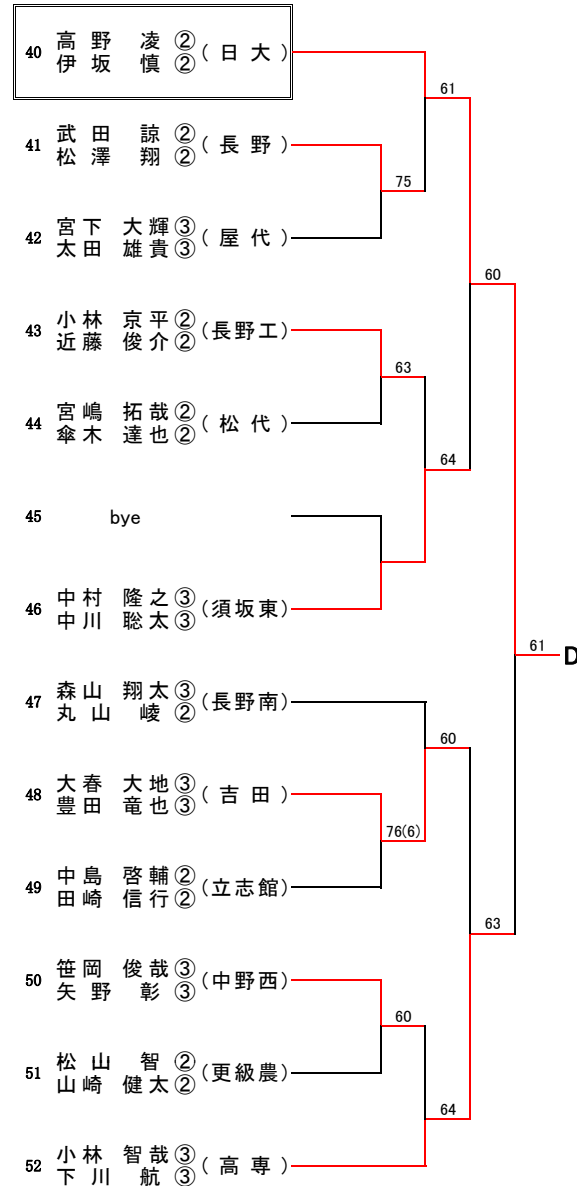 高野 凌②
40 (日大)
伊坂 慎②
61
武田 諒②
41 (長野)
松澤 翔②
75
宮下 大輝③
42 (屋代)
太田 雄貴③
60
小林 京平②
43 (長野工)
近藤 俊介②
63
宮嶋 拓哉②
44 (松代)
傘木 達也②
64
45 bye
中村 隆之③
46 (須坂東)
中川 聡太③
61 D
森山 翔太③
47 (長野南)
丸山 崚②
60
大春 大地③
48 (吉田)
豊田 竜也③
76(6)
中島 啓輔②
49 (立志館)
田崎 信行②
63
笹岡 俊哉③
50 (中野西)
矢野 彰③
60
松山 智②
51 (更級農)
山崎 健太②
64
小林 智哉③
52 (高専)
下川 航③